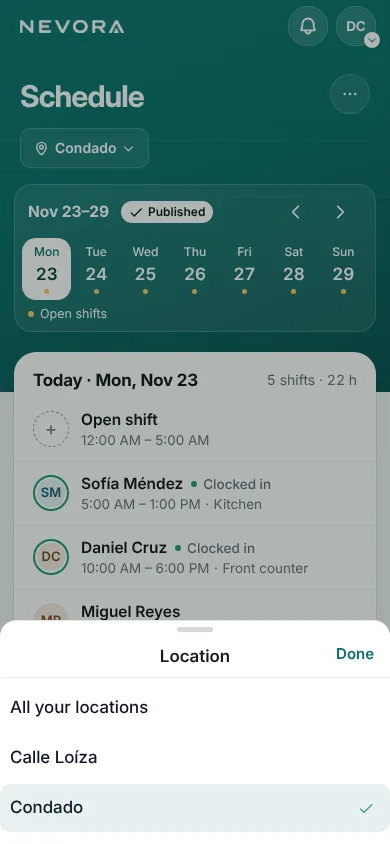 NEVORA
DC
Schedule
Condado
Nov 23–29
Published
Mon Tue Wed Thu Fri Sat Sun
23 24 25 26 27 28 29
Open shifts
Today · Mon, Nov 23
5 shifts · 22 h
Open shift
12:00 AM – 5:00 AM
SM
Sofía Méndez
Clocked in
5:00 AM – 1:00 PM · Kitchen
DC
Daniel Cruz
Clocked in
10:00 AM – 6:00 PM · Front counter
MR
Miguel Reyes
Location
Done
All your locations
Calle Loíza
Condado